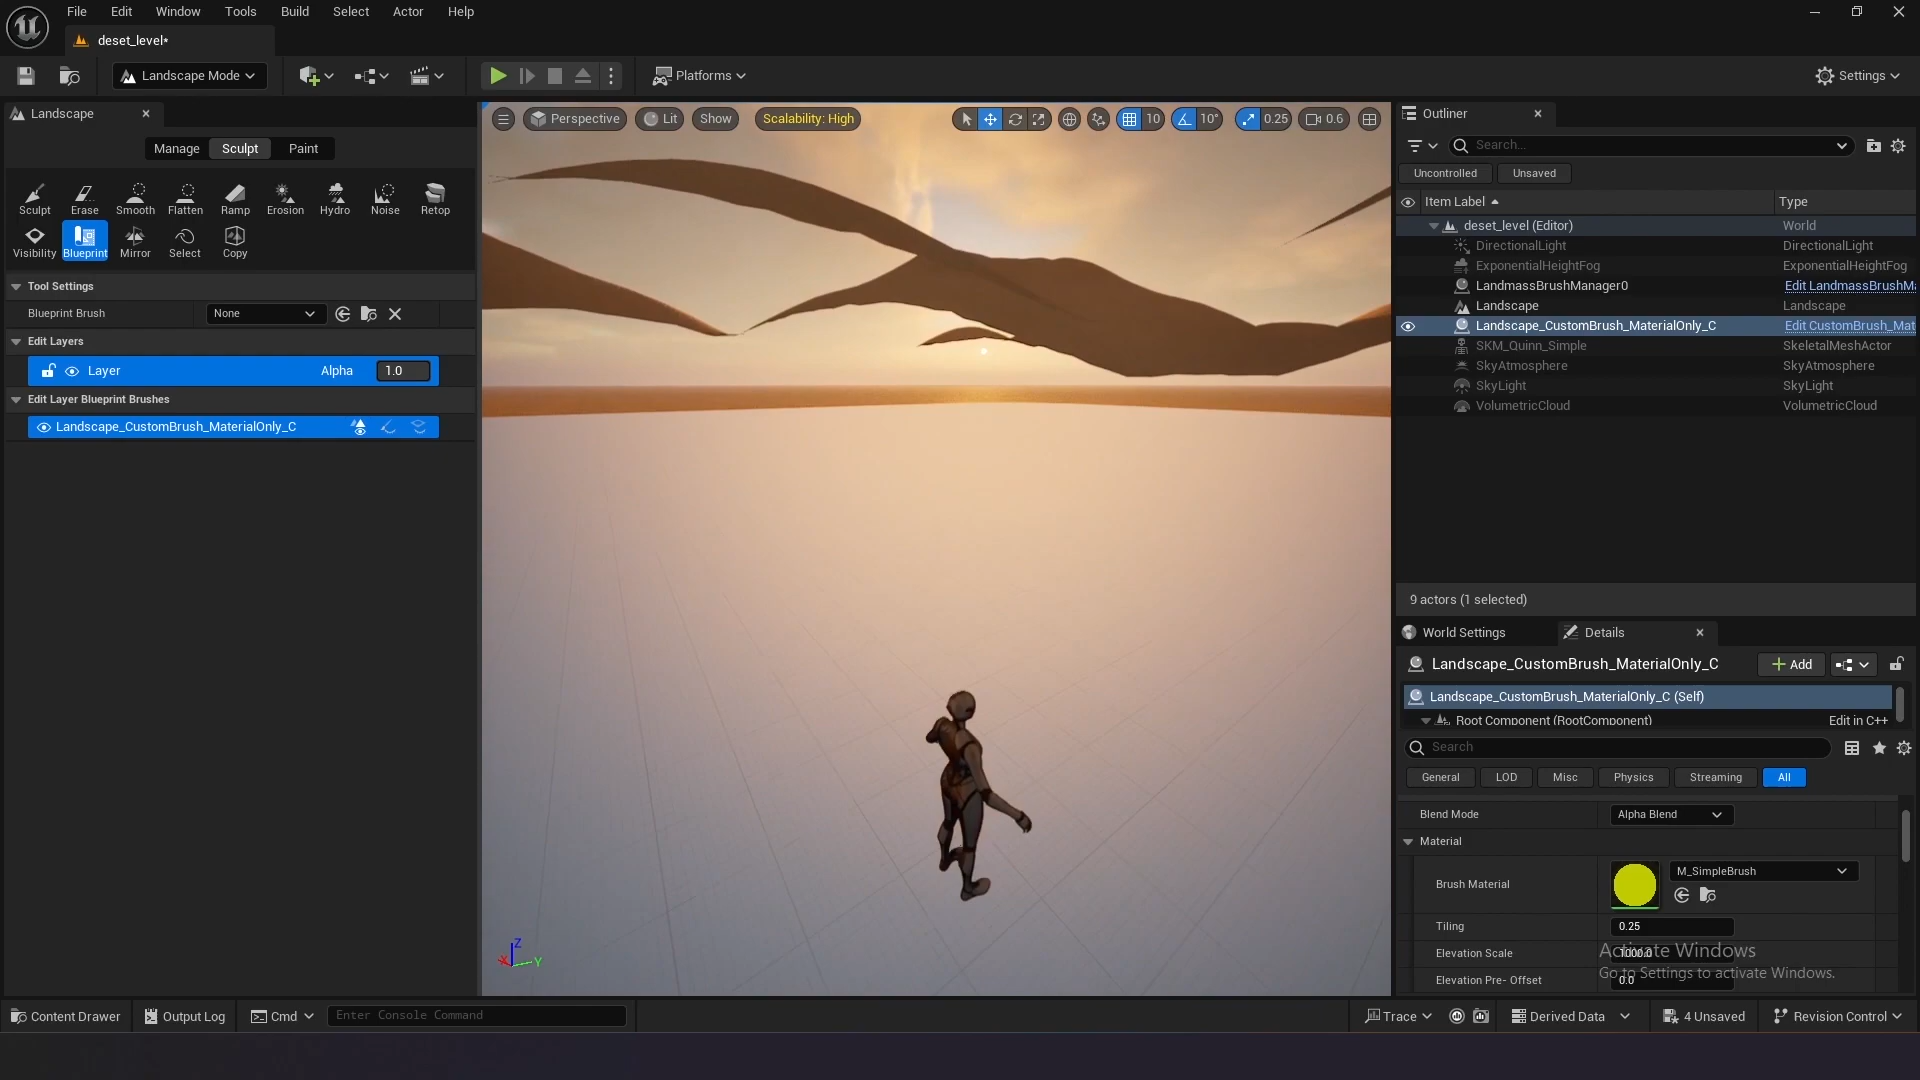 File Edit Window Tools Build Select Actor Help
deset_level*
Landscape Mode
Platforms
Settings
Landscape
Manage Sculpt Paint
Sculpt Erase Smooth Flatten Ramp Erosion Hydro Noise Retop
Visibility Blueprint Mirror Select Copy
Tool Settings
Blueprint Brush None
Edit Layers
Layer Alpha 1.0
Edit Layer Blueprint Brushes
Landscape_CustomBrush_MaterialOnly_C
Perspective Lit Show Scalability: High 10 10° 0.25 0.6
Z
X Y
Outliner
Search...
Uncontrolled Unsaved
Item Label Type
deset_level (Editor) World
DirectionalLight DirectionalLight
ExponentialHeightFog ExponentialHeightFog
LandmassBrushManager0 Edit LandmassBrushMa
Landscape Landscape
Landscape_CustomBrush_MaterialOnly_C Edit CustomBrush_Mat
SKM_Quinn_Simple SkeletalMeshActor
SkyAtmosphere SkyAtmosphere
SkyLight SkyLight
VolumetricCloud VolumetricCloud
9 actors (1 selected)
World Settings Details
Landscape_CustomBrush_MaterialOnly_C Add
Landscape_CustomBrush_MaterialOnly_C (Self)
Root Component (RootComponent) Edit in C++
Search
General LOD Misc Physics Streaming All
Blend Mode Alpha Blend
Material
Brush Material M_SimpleBrush
Tiling 0.25
Elevation Scale 1000.0
Elevation Pre- Offset 0.0
Activate Windows
Go to Settings to activate Windows.
Content Drawer Output Log Cmd Enter Console Command Trace Derived Data 4 Unsaved Revision Control